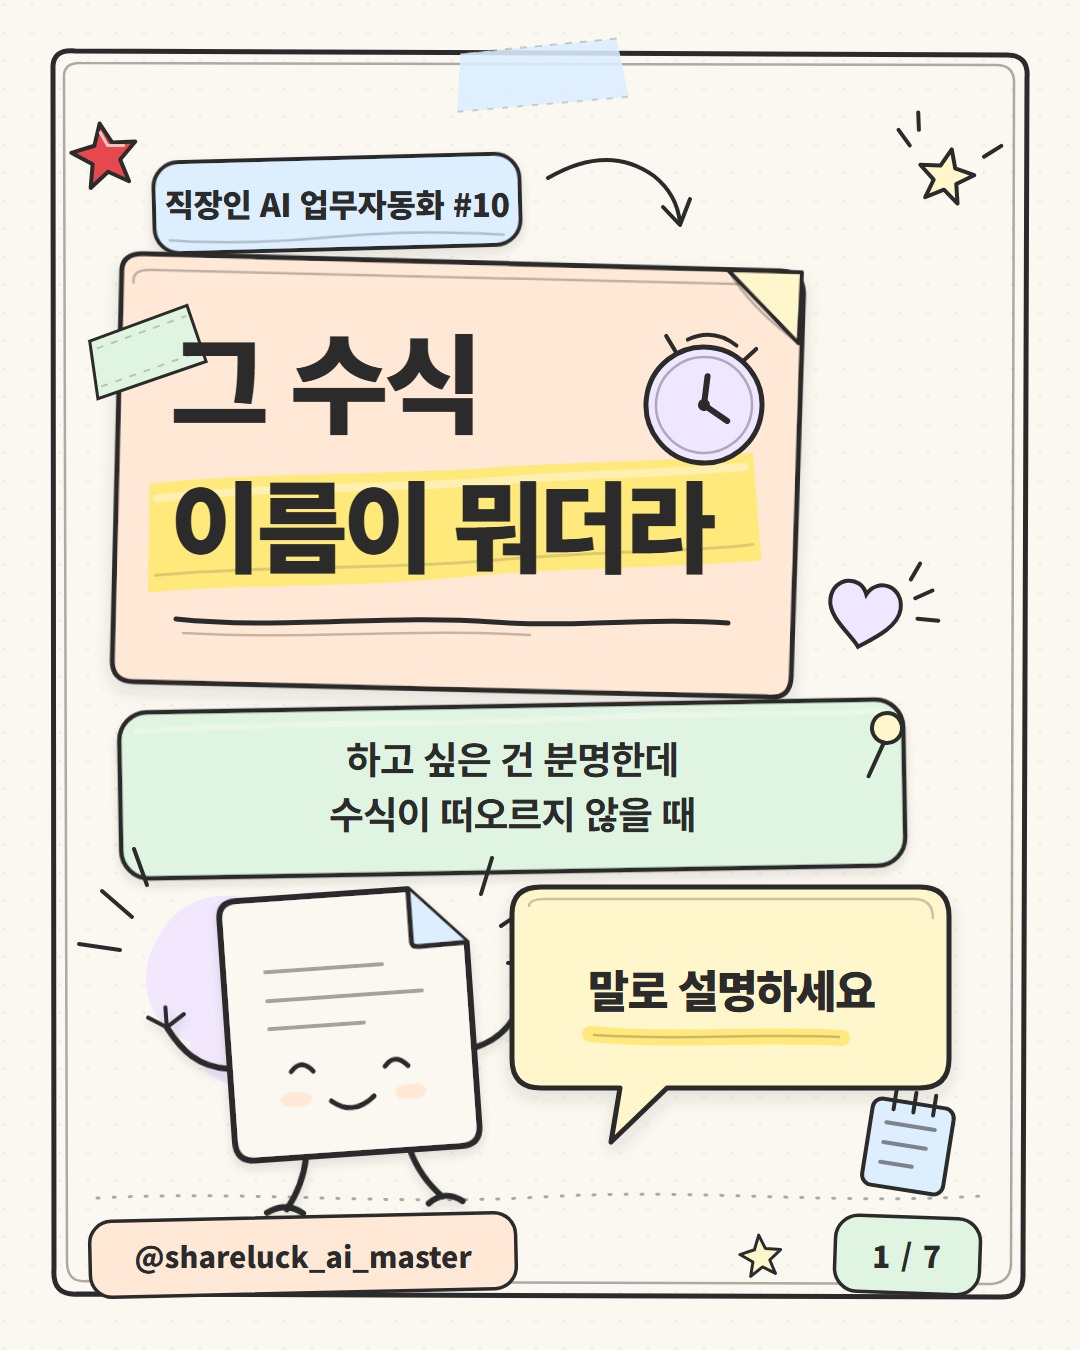 직장인 AI 업무자동화 #10
그 수식
이름이 뭐더라
하고 싶은 건 분명한데
수식이 떠오르지 않을 때
말로 설명하세요
@shareluck_ai_master
1 / 7